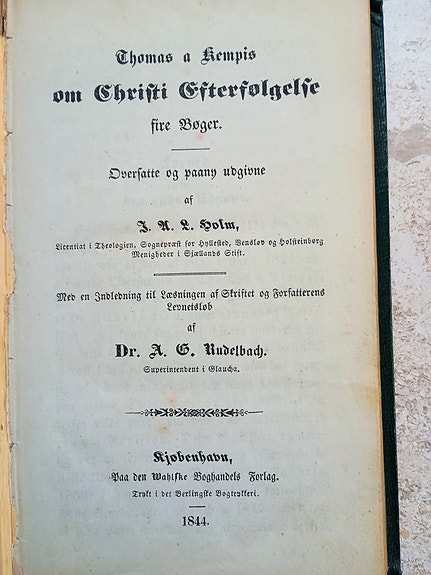 Thomas a Kempis
om Christi Efterfølgelse
fire Bøger.
Oversatte og paany udgivne
af
J. A. L. Holm,
Licentiat i Theologien, Sognepræst for Hyllested, Vensløv og Holsteinborg
Menigheder i Sjællands Stift.
Med en Indledning til Læsningen af Skriftet og Forfatterens
Levnetsløb
af
Dr. A. G. Rudelbach.
Superintendent i Glaucha.
Kjøbenhavn,
Paa den Wahlske Boghandels Forlag.
Trykt i det Berlingske Bogtrykkeri.
1844.